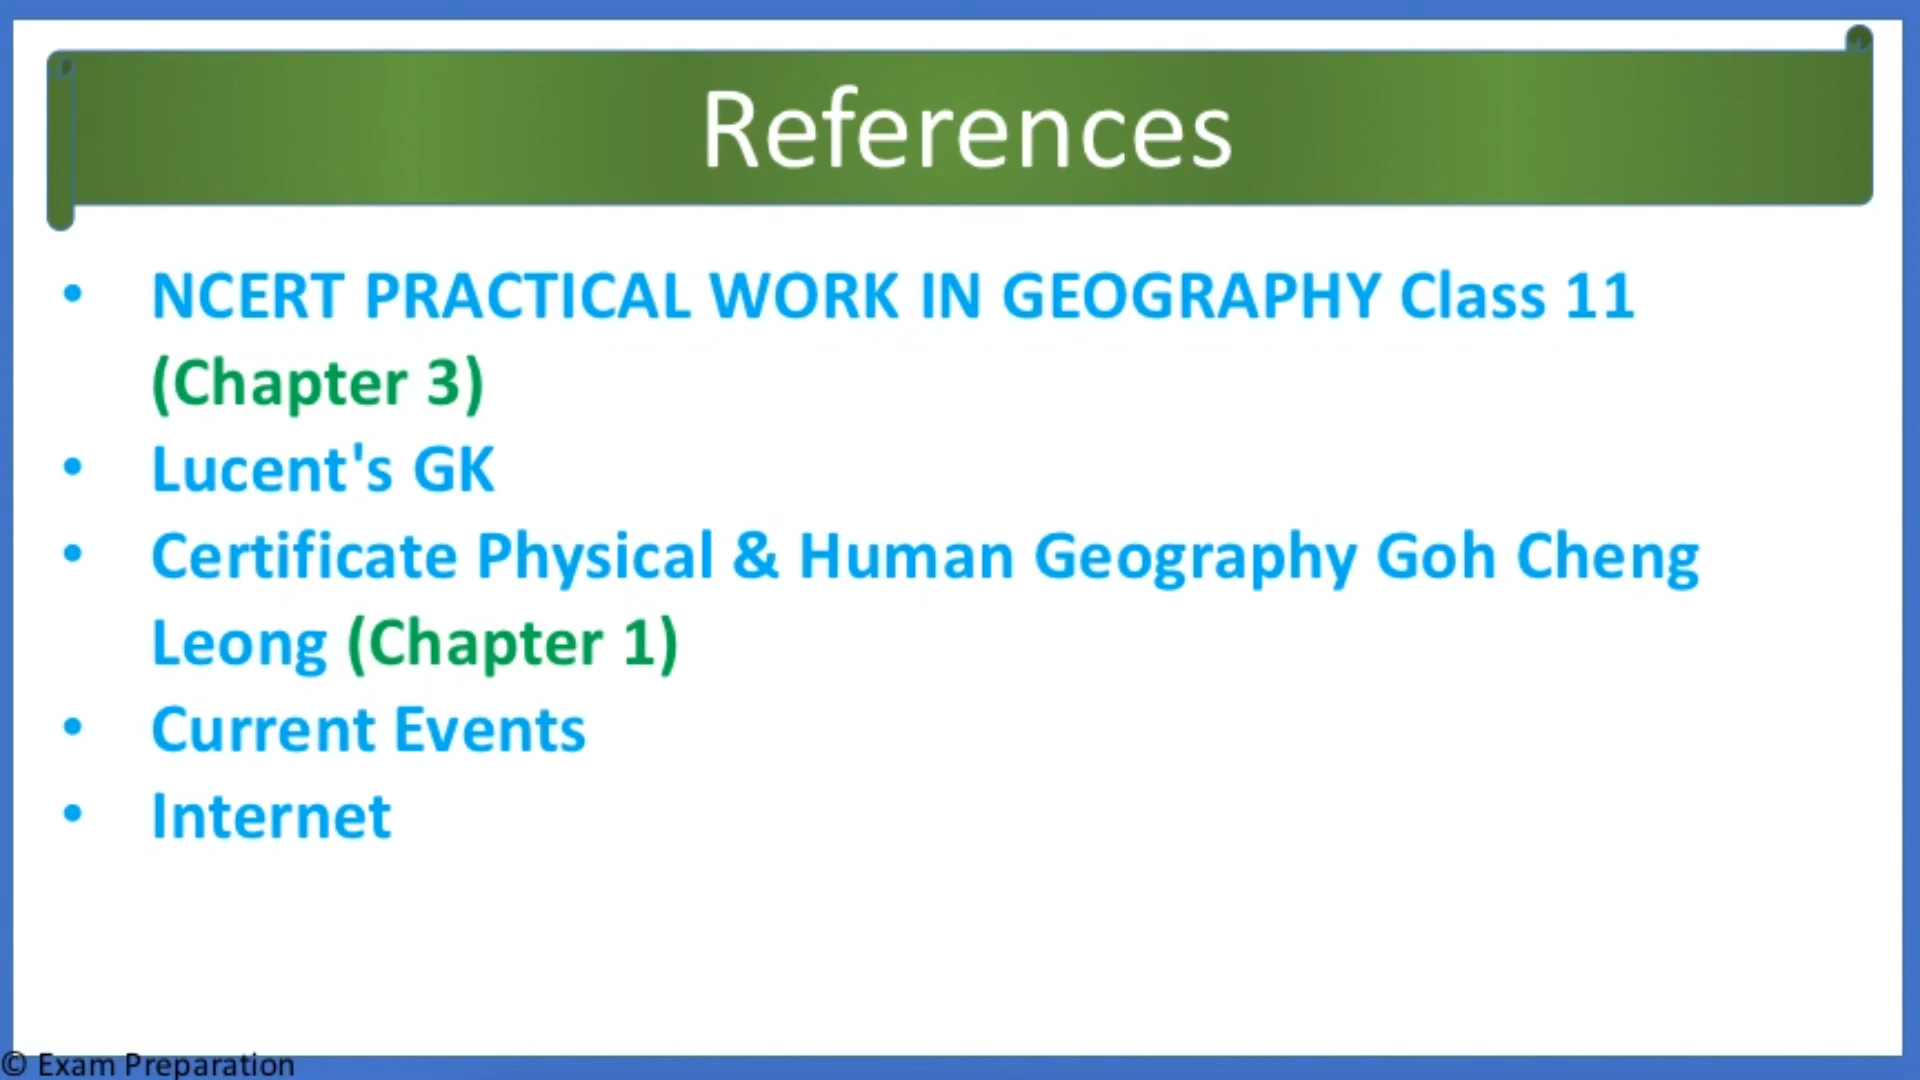 References
• NCERT PRACTICAL WORK IN GEOGRAPHY Class 11
(Chapter 3)
• Lucent's GK
• Certificate Physical & Human Geography Goh Cheng
Leong (Chapter 1)
• Current Events
• Internet
© Exam Preparation